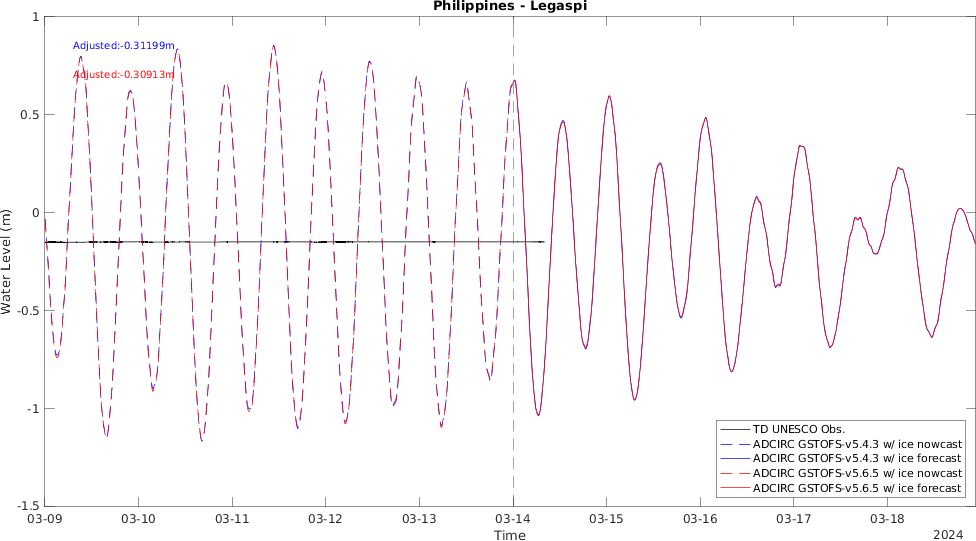 Philippines - Legaspi
Adjusted:-0.31199m
Adjusted:-0.30913m
Water Level (m)
1
0.5
0
-0.5
-1
-1.5
03-09 03-10 03-11 03-12 03-13 03-14 03-15 03-16 03-17 03-18
Time
2024
TD UNESCO Obs.
ADCIRC GSTOFS-v5.4.3 w/ ice nowcast
ADCIRC GSTOFS-v5.4.3 w/ ice forecast
ADCIRC GSTOFS-v5.6.5 w/ ice nowcast
ADCIRC GSTOFS-v5.6.5 w/ ice forecast